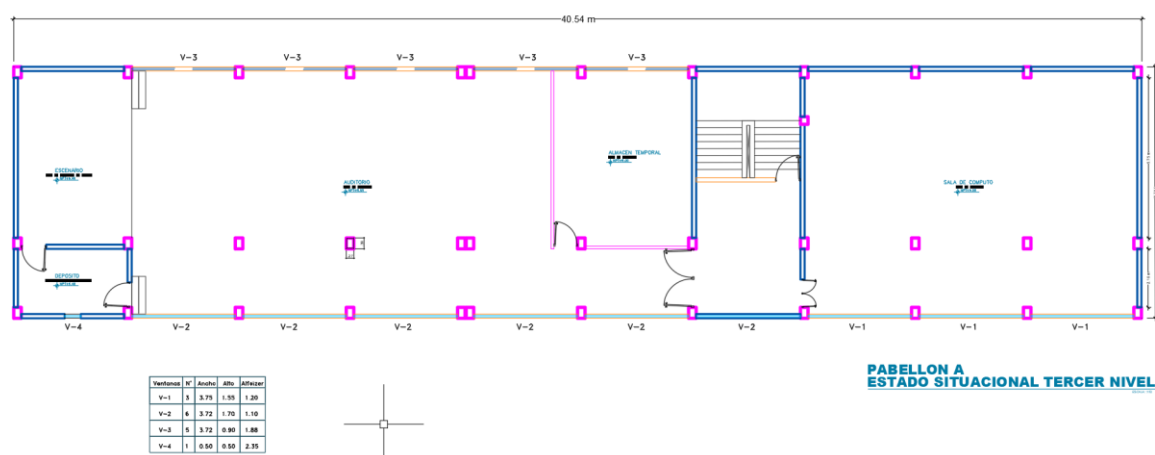 40.54 m
V-3 V-3 V-3 V-3 V-3
ESCENARIO
AUDITORIO
ALMACEN TEMPORAL
SALA DE COMPUTO
DEPOSITO
V-4 V-2 V-2 V-2 V-2 V-2 V-2 V-1 V-1 V-1
PABELLON A
ESTADO SITUACIONAL TERCER NIVEL
Ventanas N° Ancho Alto Alfeizer
V-1 3 3.75 1.55 1.20
V-2 6 3.72 1.70 1.10
V-3 5 3.72 0.90 1.88
V-4 1 0.50 0.50 2.35